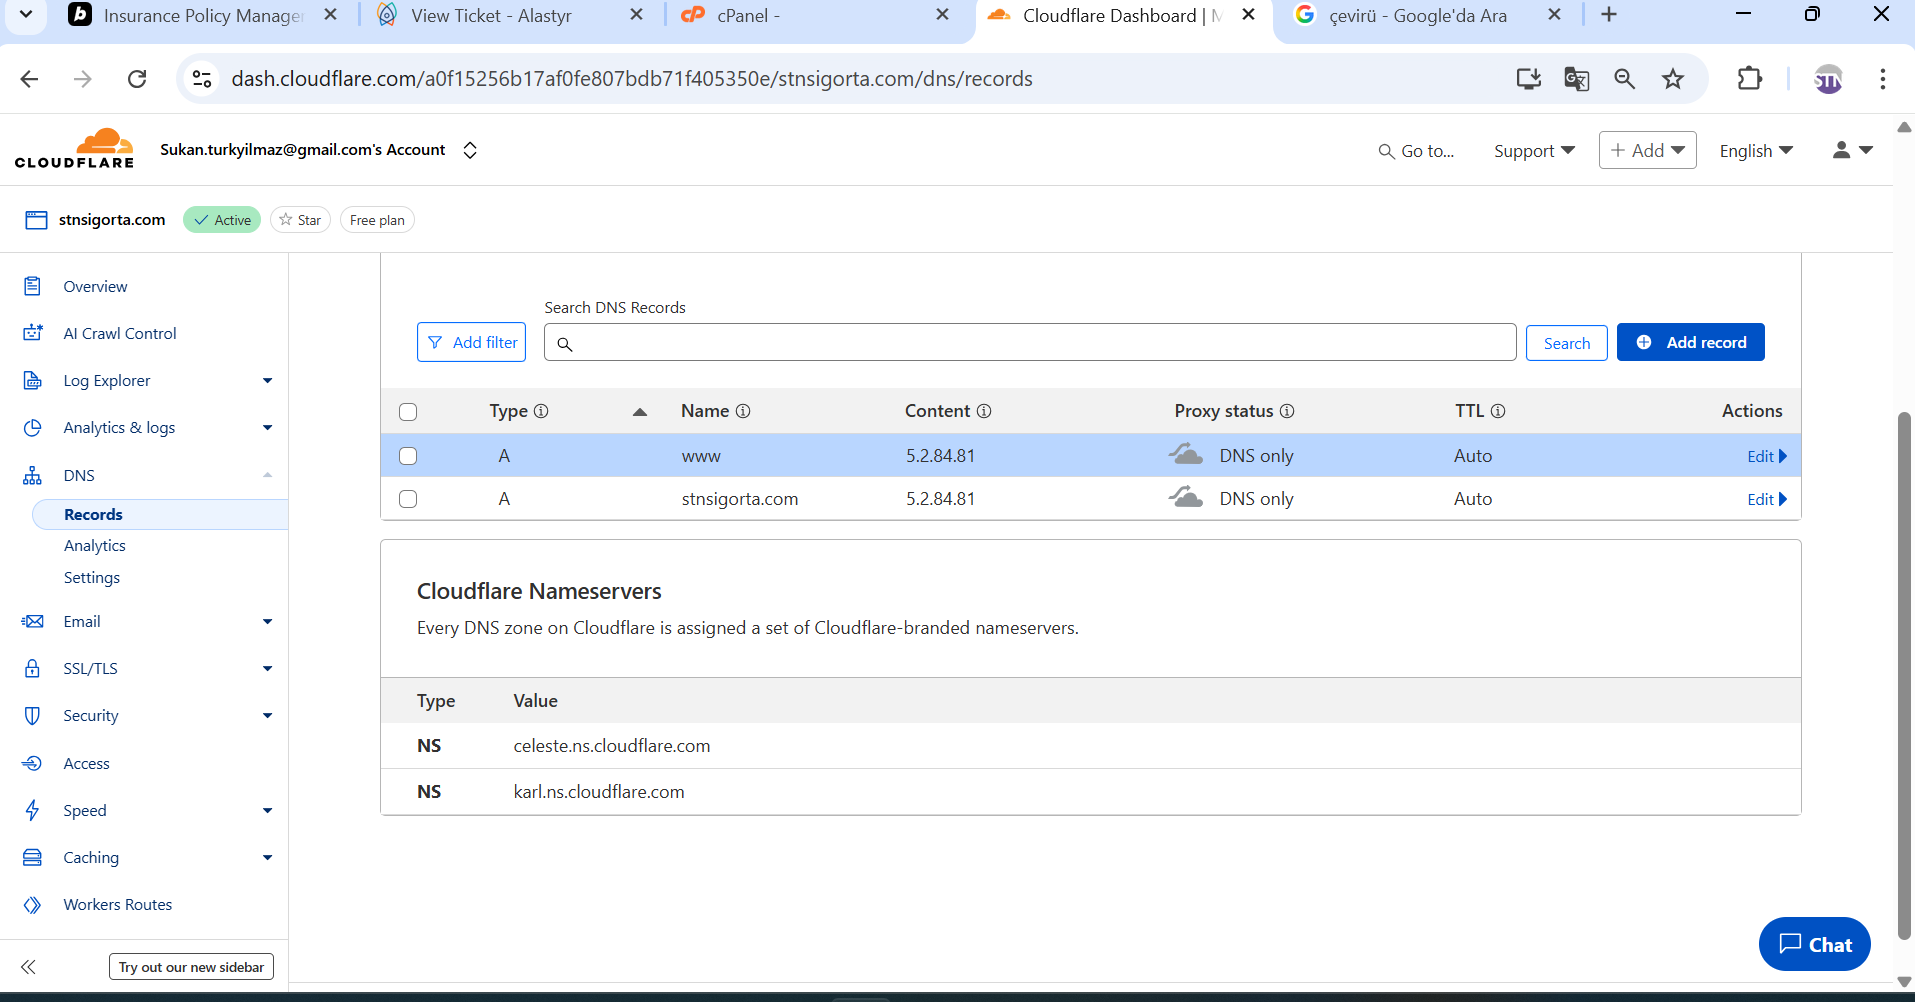 Insurance Policy Manager
View Ticket - Alastyr
cPanel -
Cloudflare Dashboard | M
çevirü - Google'da Ara
dash.cloudflare.com/a0f15256b17af0fe807bdb71f405350e/stnsigorta.com/dns/records
STN
CLOUDFLARE
Sukan.turkyilmaz@gmail.com's Account
Go to...
Support
Add
English
stnsigorta.com
Active
Star
Free plan
Overview
AI Crawl Control
Log Explorer
Analytics & logs
DNS
Records
Analytics
Settings
Email
SSL/TLS
Security
Access
Speed
Caching
Workers Routes
Try out our new sidebar
Search DNS Records
Add filter
Search
Add record
Type Name Content Proxy status TTL Actions
A www 5.2.84.81 DNS only Auto Edit
A stnsigorta.com 5.2.84.81 DNS only Auto Edit
Cloudflare Nameservers
Every DNS zone on Cloudflare is assigned a set of Cloudflare-branded nameservers.
Type Value
NS celeste.ns.cloudflare.com
NS karl.ns.cloudflare.com
Chat